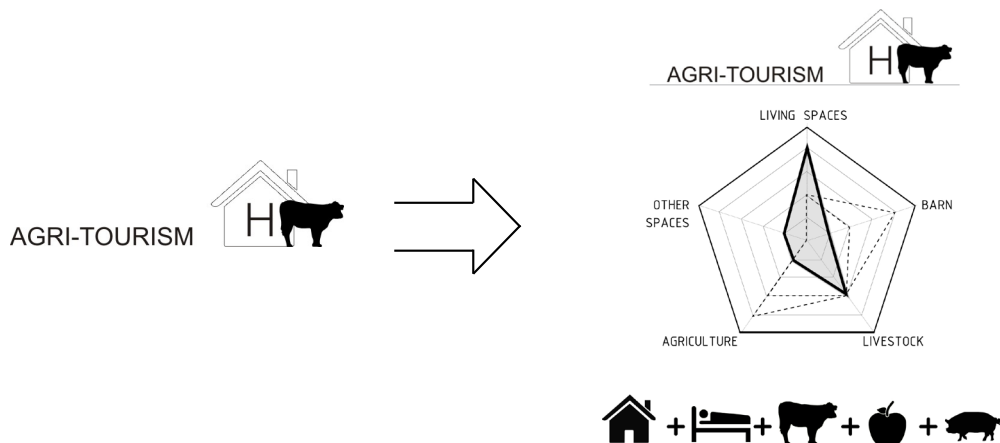 AGRI-TOURISM
H
AGRI-TOURISM
H
LIVING SPACES
OTHER
SPACES
BARN
AGRICULTURE
LIVESTOCK
+ + + +